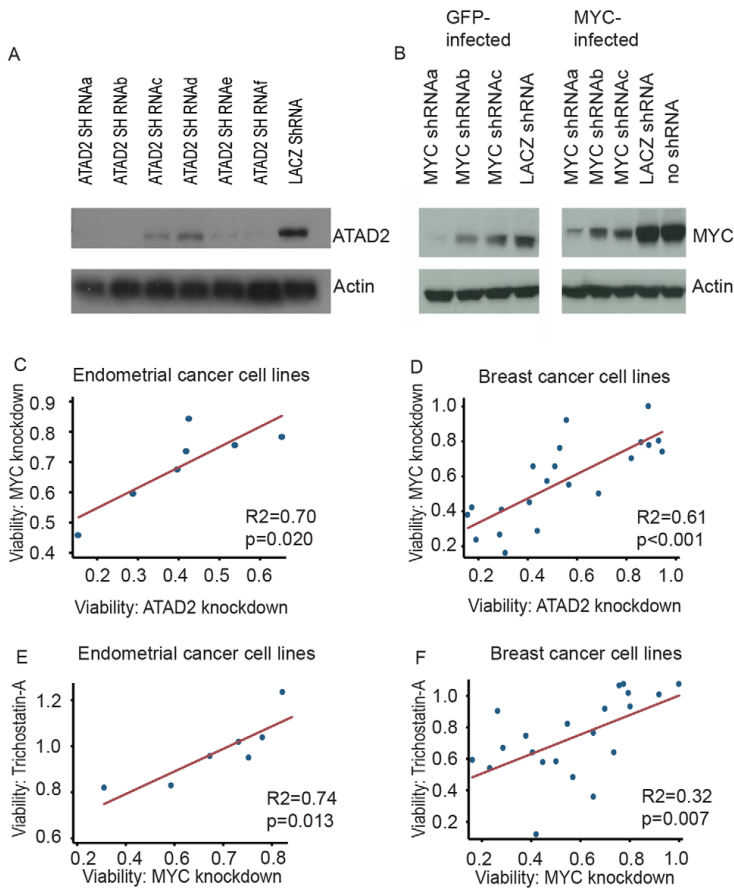 GFP-
infected
MYC-
infected
A
ATAD2 SH RNAa
ATAD2 SH RNAb
ATAD2 SH RNAc
ATAD2 SH RNAd
ATAD2 SH RNAe
ATAD2 SH RNAf
LACZ ShRNA
ATAD2
Actin
B
MYC shRNAa
MYC shRNAb
MYC shRNAc
LACZ shRNA
MYC shRNAa
MYC shRNAb
MYC shRNAc
LACZ shRNA
no shRNA
MYC
Actin
C
Endometrial cancer cell lines
Viability: MYC knockdown
0.9
0.8
0.7
0.6
0.5
0.4
R2=0.70
p=0.020
0.2 0.3 0.4 0.5 0.6
Viability: ATAD2 knockdown
D
Breast cancer cell lines
Viability: MYC knockdown
1.0
0.8
0.6
0.4
0.2
R2=0.61
p<0.001
0.2 0.4 0.6 0.8 1.0
Viability: ATAD2 knockdown
E
Endometrial cancer cell lines
Viability: Trichostatin-A
1.2
1.0
0.8
0.6
R2=0.74
p=0.013
0.2 0.4 0.6 0.7 0.8
Viability: MYC knockdown
F
Breast cancer cell lines
Viability: Trichostatin-A
1.0
0.8
0.6
0.4
0.2
R2=0.32
p=0.007
0.2 0.4 0.6 0.8 1.0
Viability: MYC knockdown